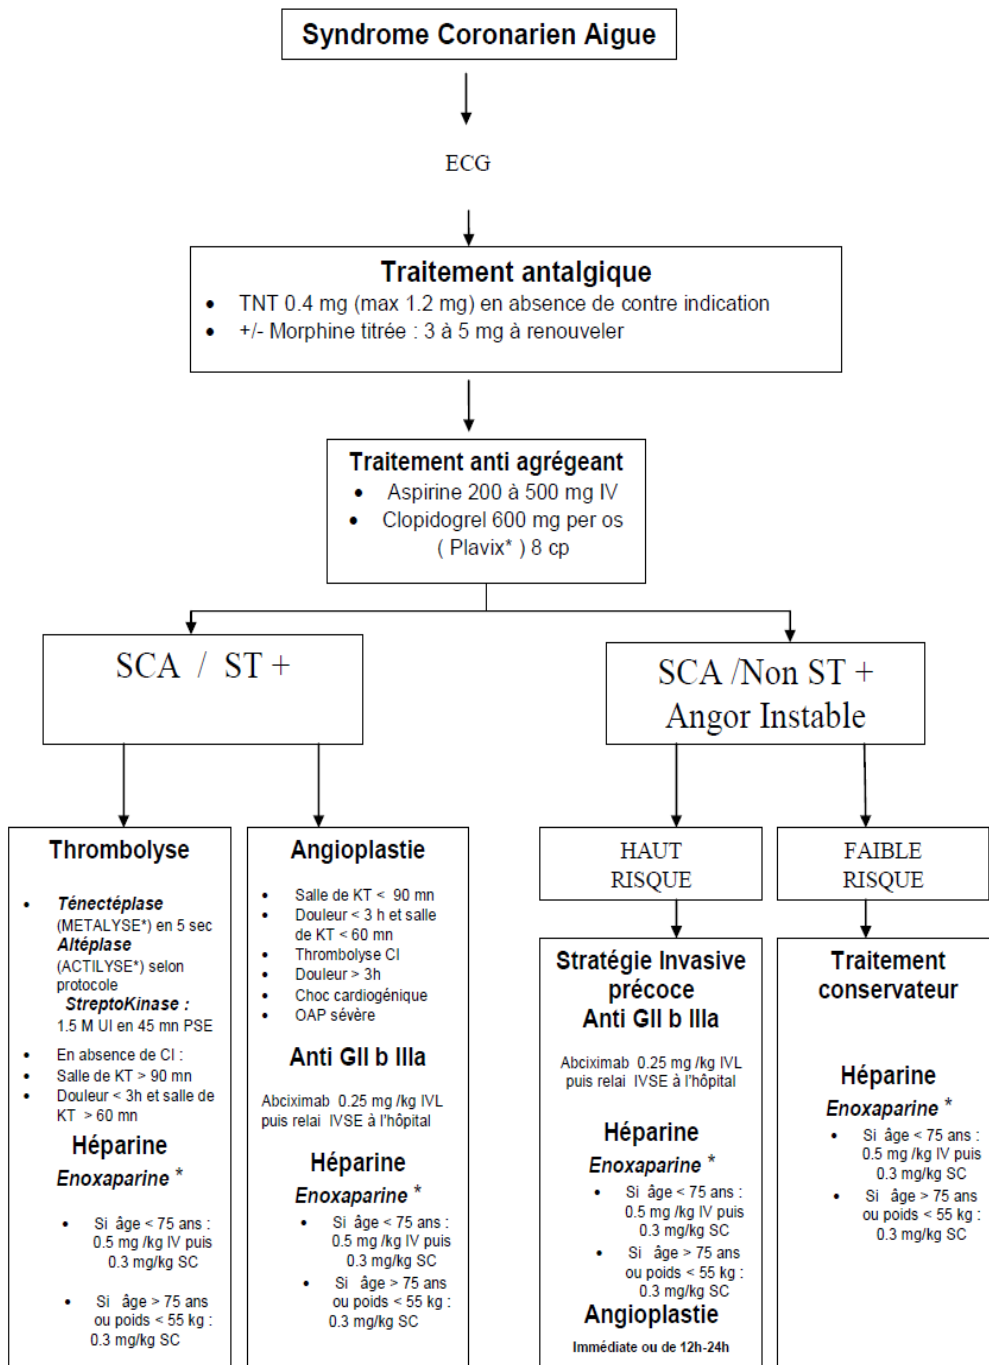 Syndrome Coronarien Aigue
ECG
Traitement antalgique
• TNT 0.4 mg (max 1.2 mg) en absence de contre indication
• +/- Morphine titrée : 3 à 5 mg à renouveler
Traitement anti agrégeant
• Aspirine 200 à 500 mg IV
• Clopidogrel 600 mg per os
( Plavix* ) 8 cp
SCA / ST +
SCA /Non ST +
Angor Instable
Thrombolyse
• Ténectéplase
(METALYSE*) en 5 sec
Altéplase
(ACTILYSE*) selon
protocole
StreptoKinase :
1.5 M UI en 45 mn PSE
• En absence de CI :
• Salle de KT > 90 mn
• Douleur < 3h et salle de
KT > 60 mn
Héparine
Enoxaparine *
• Si âge < 75 ans :
0.5 mg /kg IV puis
0.3 mg/kg SC
• Si âge > 75 ans
ou poids < 55 kg :
0.3 mg/kg SC
Angioplastie
• Salle de KT < 90 mn
• Douleur < 3 h et salle
de KT < 60 mn
• Thrombolyse CI
• Douleur > 3h
• Choc cardiogénique
• OAP sévère
Anti GII b IIIa
Abciximab 0.25 mg /kg IVL
puis relai IVSE à l'hôpital
Héparine
Enoxaparine *
• Si âge < 75 ans :
0.5 mg /kg IV puis
0.3 mg/kg SC
• Si âge > 75 ans
ou poids < 55 kg :
0.3 mg/kg SC
HAUT
RISQUE
Stratégie Invasive
précoce
Anti GII b IIIa
Abciximab 0.25 mg /kg IVL
puis relai IVSE à l'hôpital
Héparine
Enoxaparine *
• Si âge < 75 ans :
0.5 mg /kg IV puis
0.3 mg/kg SC
• Si âge > 75 ans
ou poids < 55 kg :
0.3 mg/kg SC
Angioplastie
Immédiate ou de 12h-24h
FAIBLE
RISQUE
Traitement
conservateur
Héparine
Enoxaparine *
• Si âge < 75 ans :
0.5 mg /kg IV puis
0.3 mg/kg SC
• Si âge > 75 ans
ou poids < 55 kg :
0.3 mg/kg SC